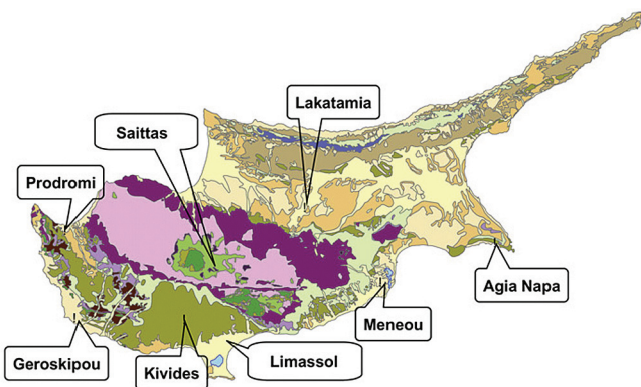 Lakatamia
Saittas
Prodromi
Agia Napa
Meneou
Geroskipou
Kivides
Limassol